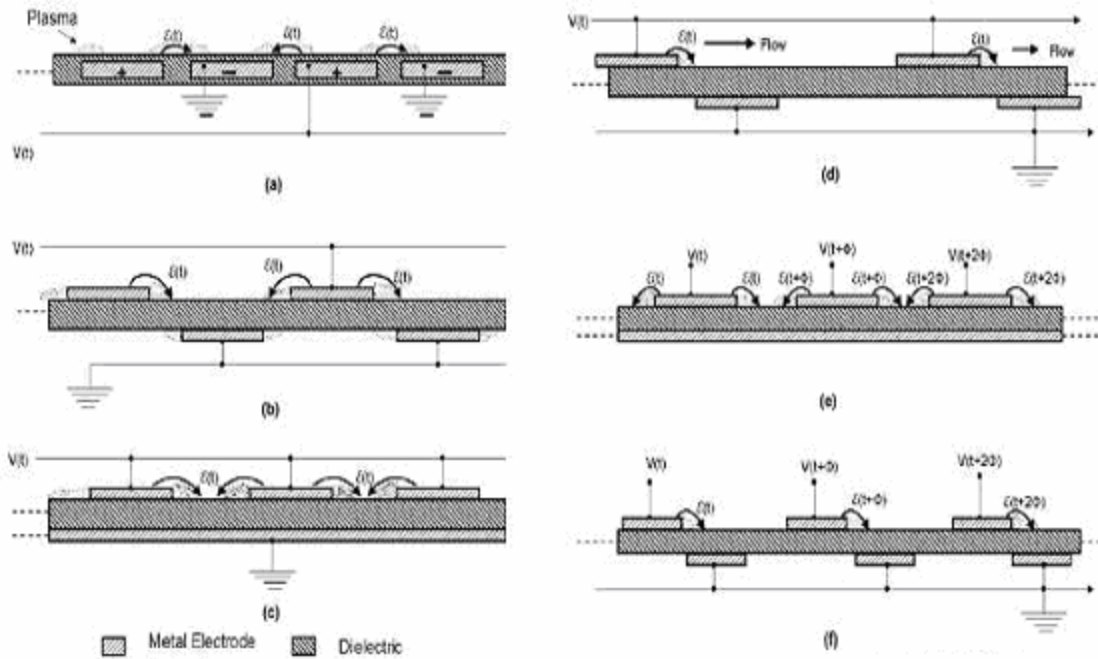 Plasma
ℰ(t) ℰ(t) ℰ(t)
+ − + −
V(t)
(a)
V(t)
ℰ(t) ℰ(t) ℰ(t)
(b)
V(t)
ℰ(t) ℰ(t)
(c)
Metal Electrode Dielectric
V(t)
ℰ(t) Flow ℰ(t) Flow
(d)
V(t) V(t+Φ) V(t+2Φ)
ℰ(t) ℰ(t) ℰ(t+Φ) ℰ(t+Φ) ℰ(t+2Φ) ℰ(t+2Φ)
(e)
V(t) V(t+Φ) V(t+2Φ)
ℰ(t) ℰ(t+Φ) ℰ(t+2Φ)
(f)